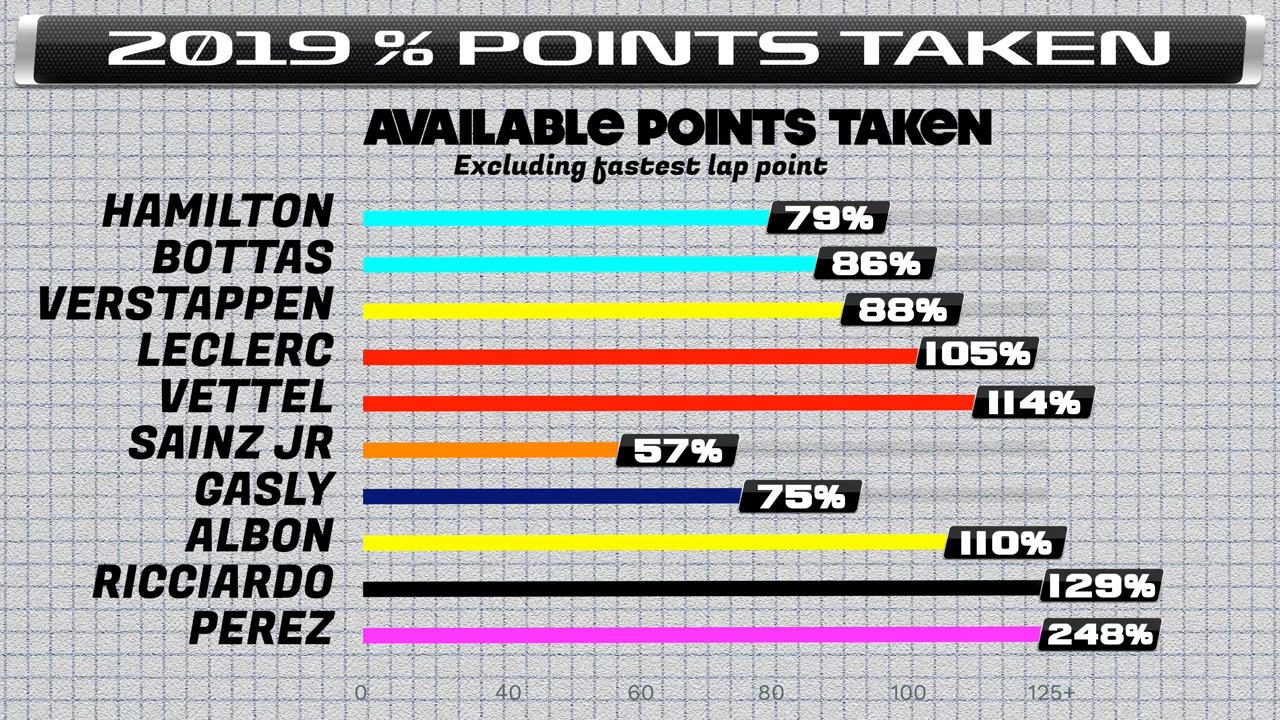 2019 % POINTS TAKEN
AVAILABLE POINTS TAKEN
Excluding fastest lap point
HAMILTON 79%
BOTTAS 86%
VERSTAPPEN 88%
LECLERC 105%
VETTEL 114%
SAINZ JR 57%
GASLY 75%
ALBON 110%
RICCIARDO 129%
PEREZ 248%
0 40 60 80 100 125+